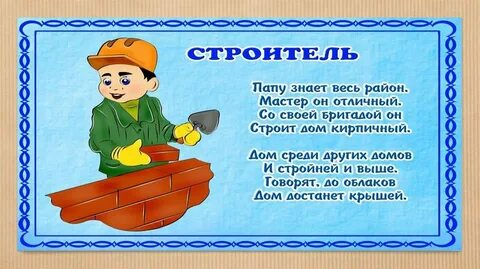 СТРОИТЕЛЬ
Папу знает весь район.
Мастер он отличный.
Со своей бригадой он
Строит дом кирпичный.
Дом среди других домов
И стройней и выше.
Говорят, до облаков
Дом достанет крышей.